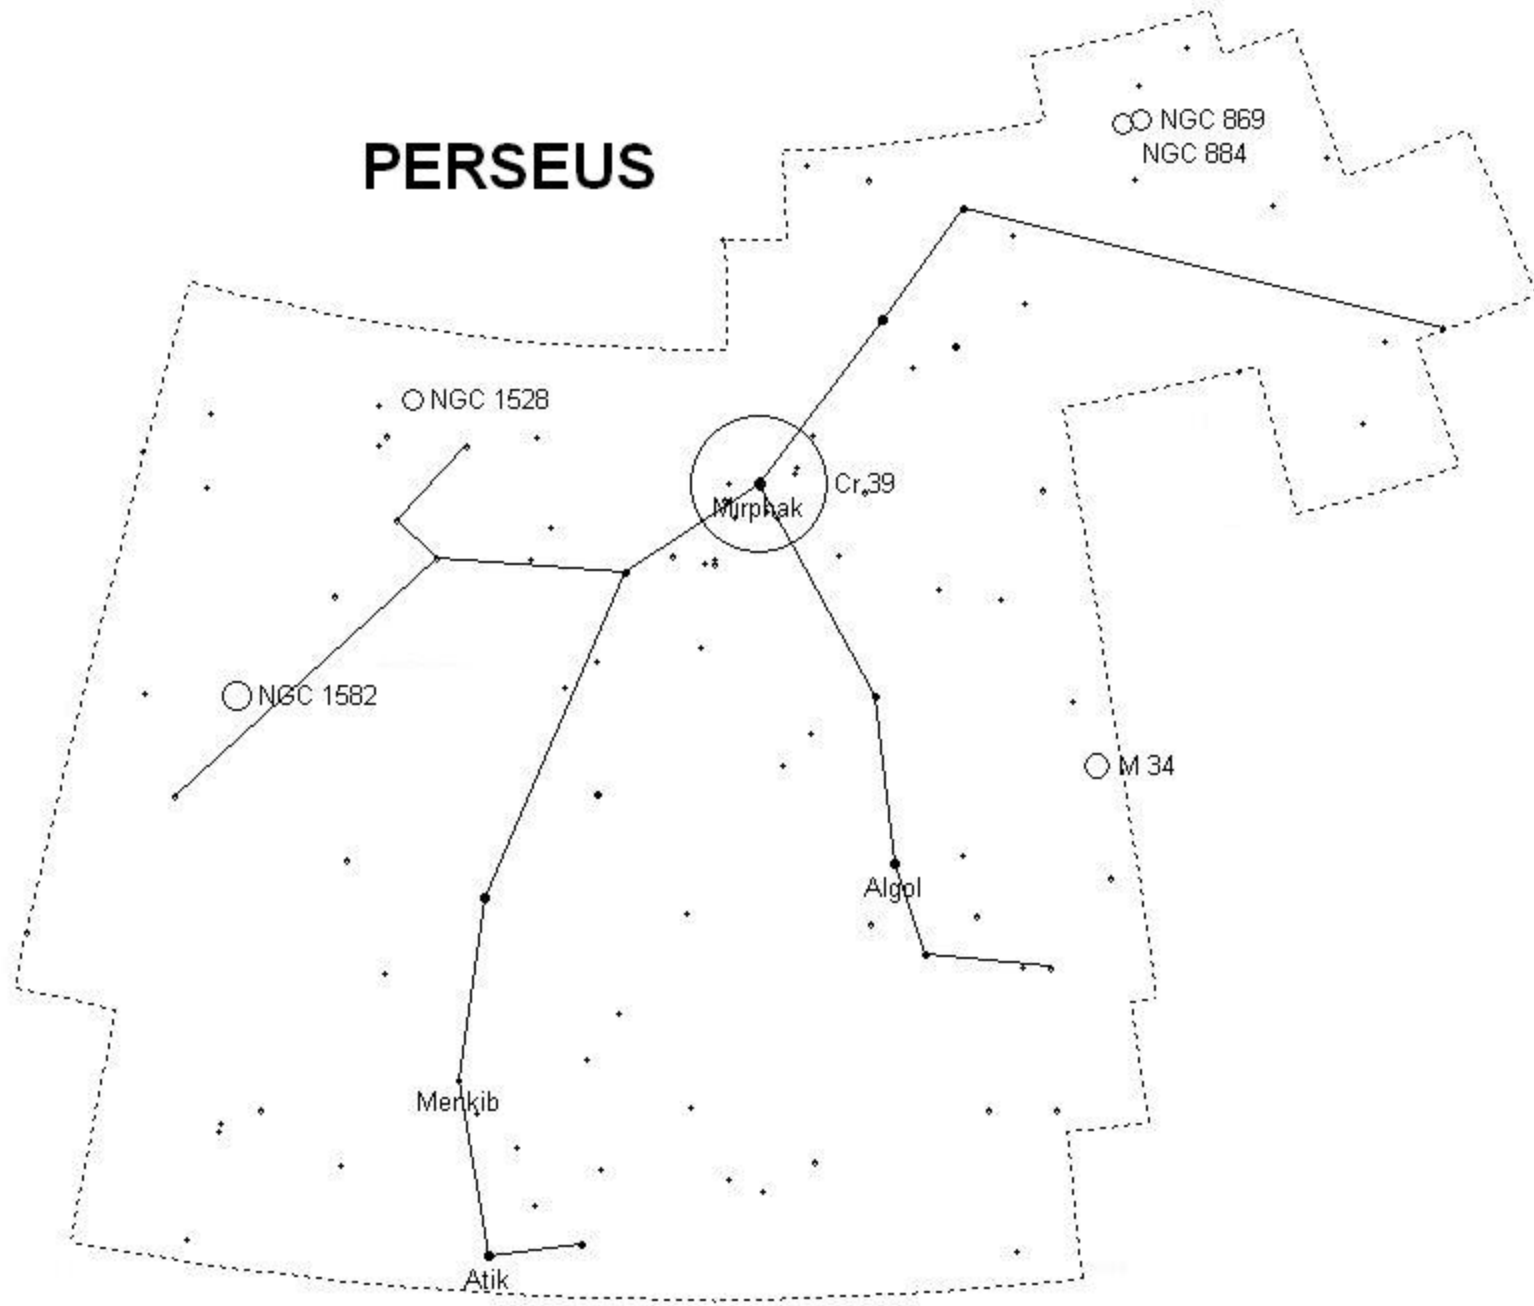 NGC 869
NGC 884
PERSEUS
NGC 1528
Cr 39
Mirphak
NGC 1582
M 34
Algol
Menkib
Atik